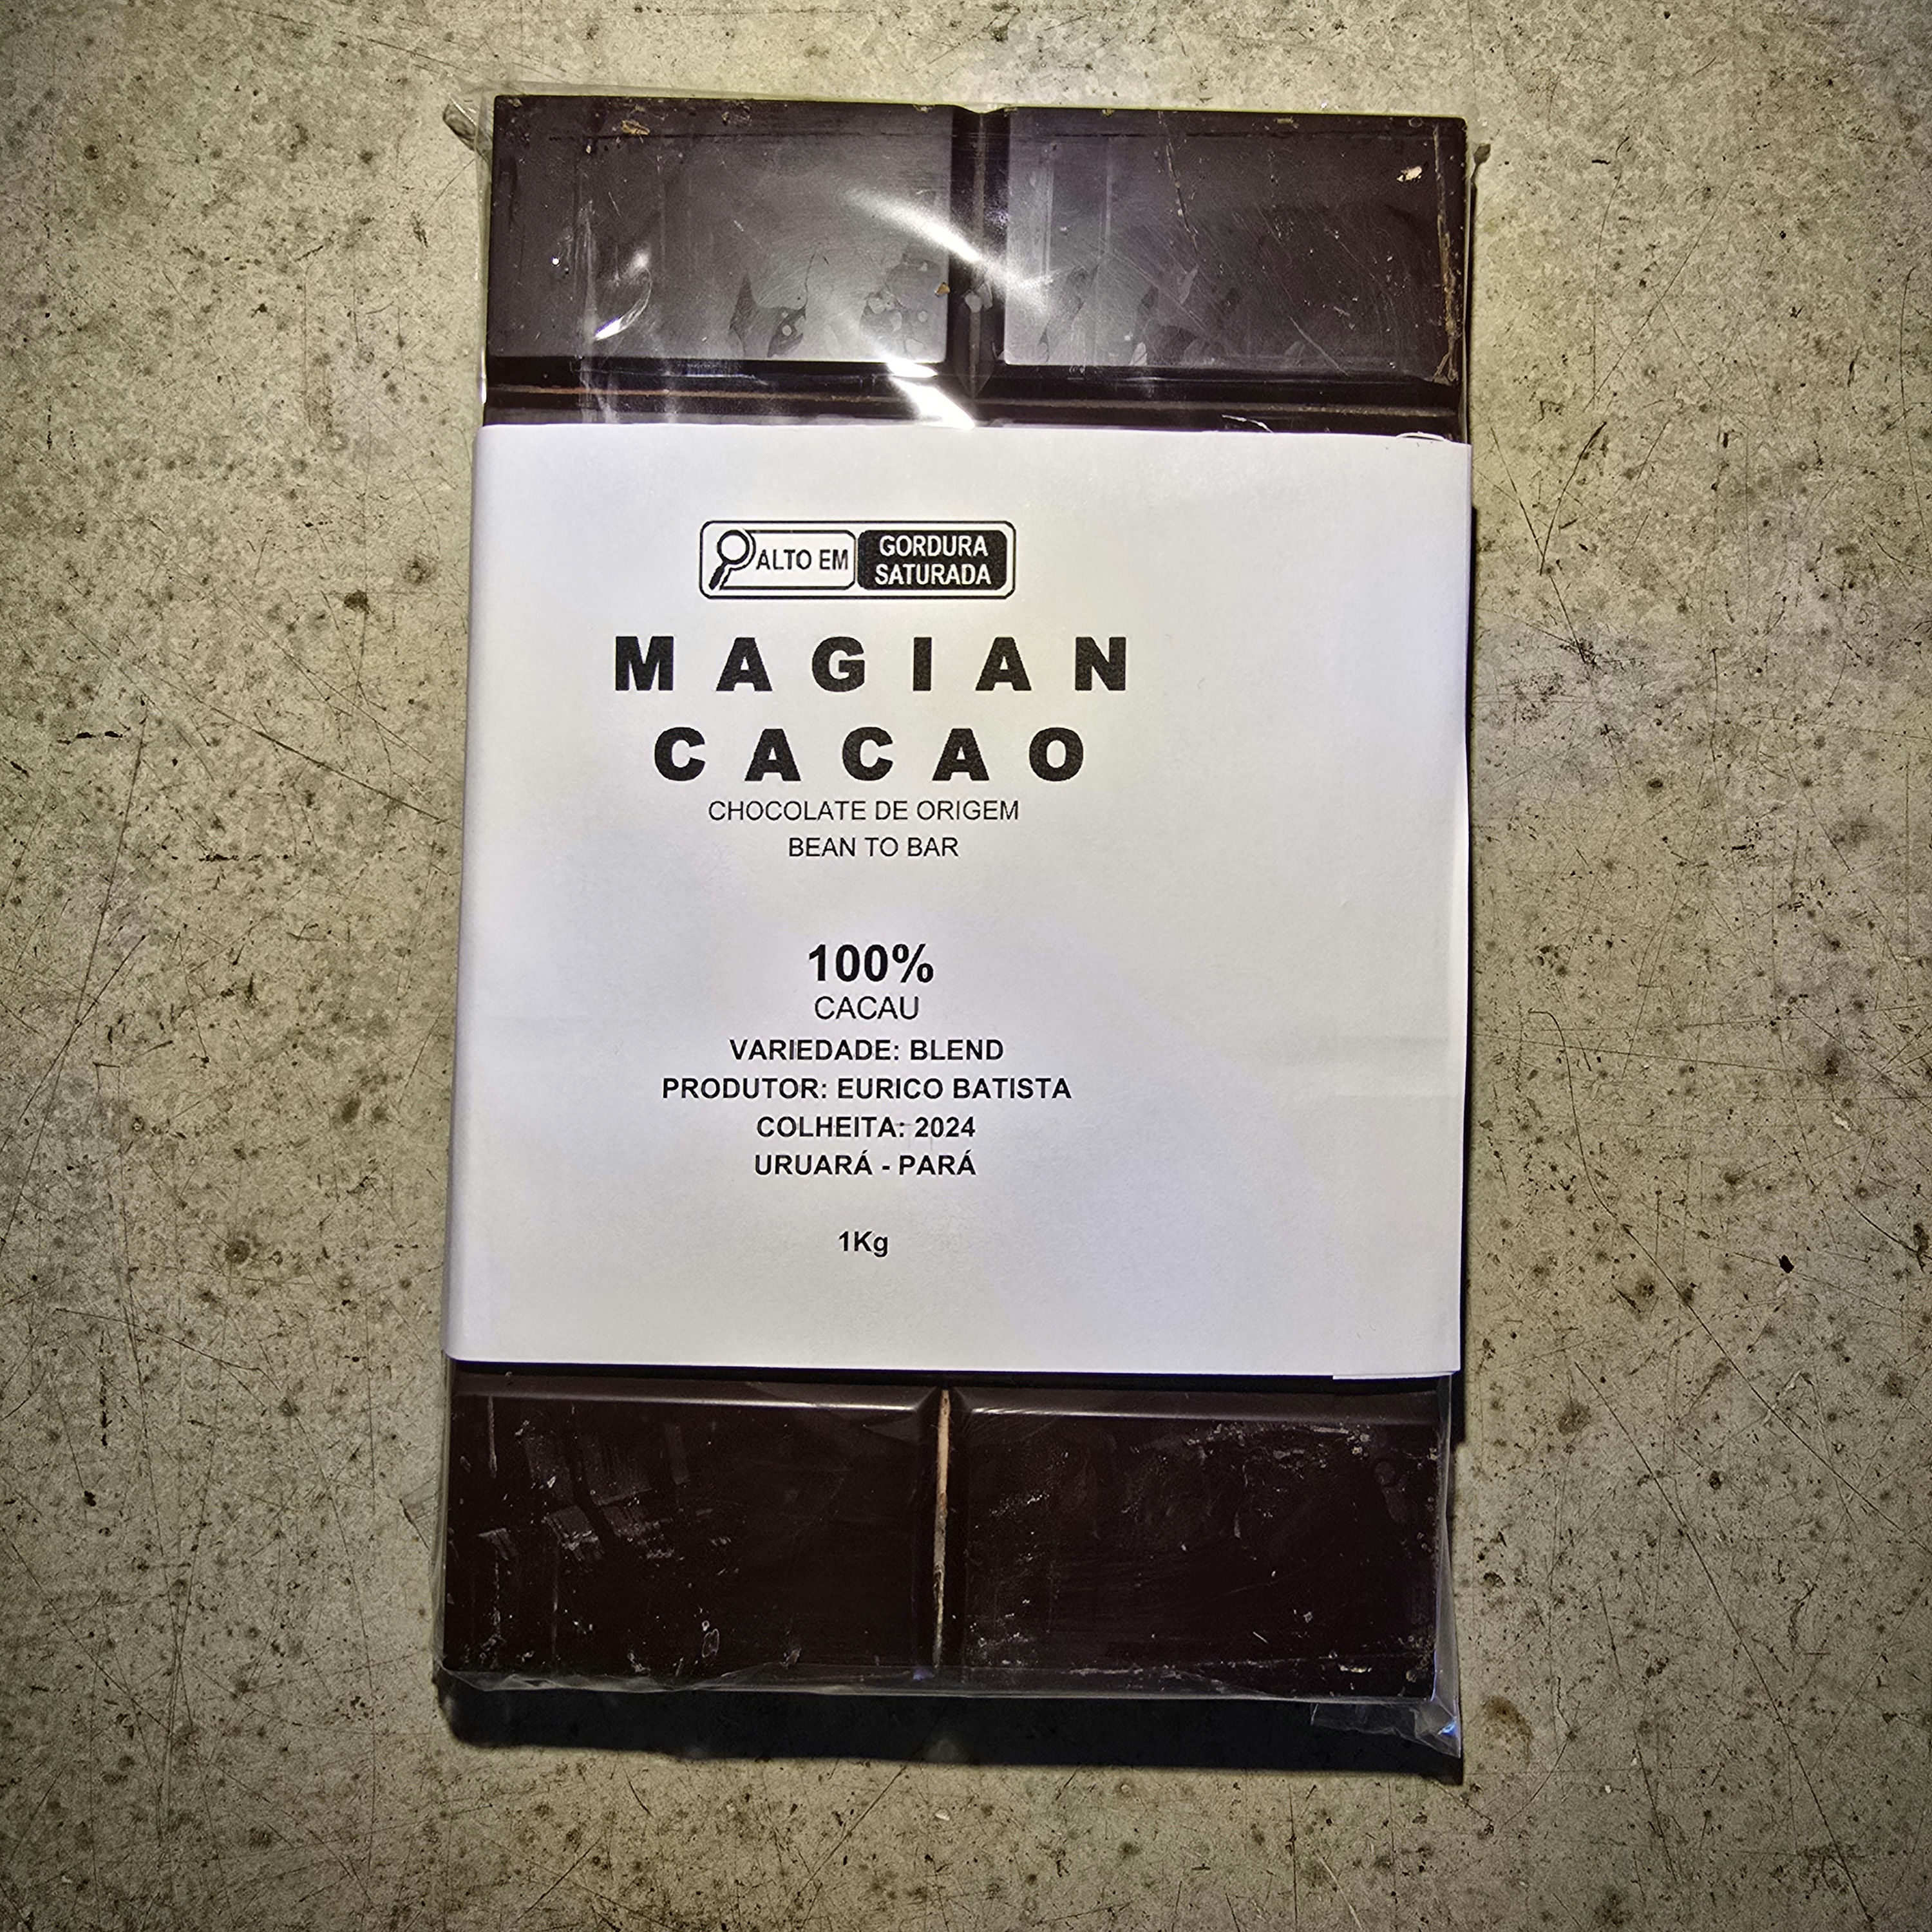 ALTO EM
GORDURA
SATURADA
MAGIAN
CACAO
CHOCOLATE DE ORIGEM
BEAN TO BAR
100%
CACAU
VARIEDADE: BLEND
PRODUTOR: EURICO BATISTA
COLHEITA: 2024
URUARÁ - PARÁ
1Kg